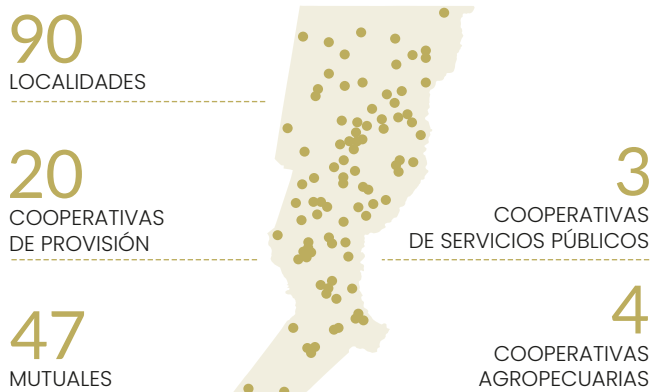 90
LOCALIDADES
20
COOPERATIVAS
DE PROVISIÓN
47
MUTUALES
3
COOPERATIVAS
DE SERVICIOS PÚBLICOS
4
COOPERATIVAS
AGROPECUARIAS